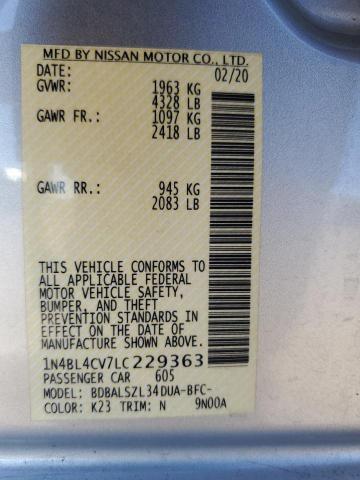 MFD BY NISSAN MOTOR CO., LTD.
DATE: 02/20
GVWR: 1963 KG
4328 LB
GAWR FR.: 1097 KG
2418 LB
GAWR RR.: 945 KG
2083 LB
THIS VEHICLE CONFORMS TO
ALL APPLICABLE FEDERAL
MOTOR VEHICLE SAFETY,
BUMPER, AND THEFT
PREVENTION STANDARDS
IN EFFECT ON THE DATE OF
MANUFACTURE SHOWN ABOVE.
1N4BL4CV7LC229363
PASSENGER CAR 605
MODEL: BDBALSZL34DUA-BFC-
COLOR: K23 TRIM: N 9N00A